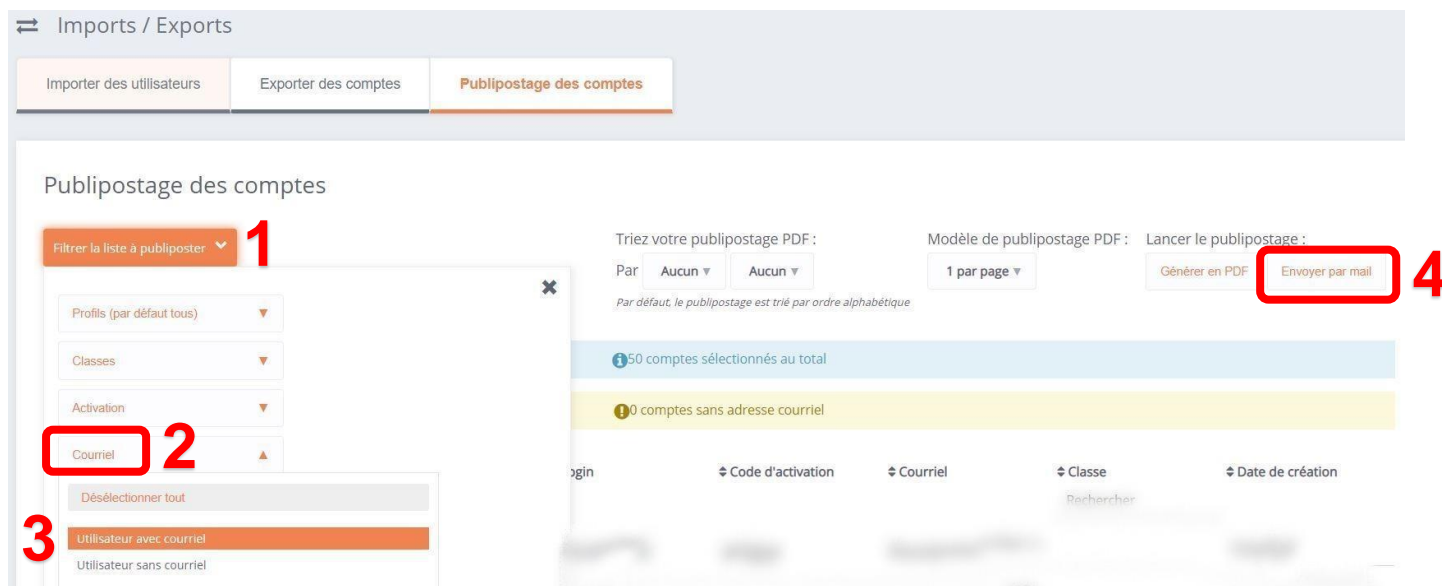 Imports / Exports
Importer des utilisateurs
Exporter des comptes
Publipostage des comptes
Publipostage des comptes
Filtrer la liste à publiposter
1
Triez votre publipostage PDF :
Modèle de publipostage PDF :
Lancer le publipostage :
Par Aucun Aucun
1 par page
Générer en PDF
Envoyer par mail
4
Par défaut, le publipostage est trié par ordre alphabétique
Profils (par défaut tous)
Classes
50 comptes sélectionnés au total
Activation
0 comptes sans adresse courriel
Courriel
2
ogin
Code d'activation
Courriel
Classe
Date de création
Rechercher
Désélectionner tout
3
Utilisateur avec courriel
Utilisateur sans courriel